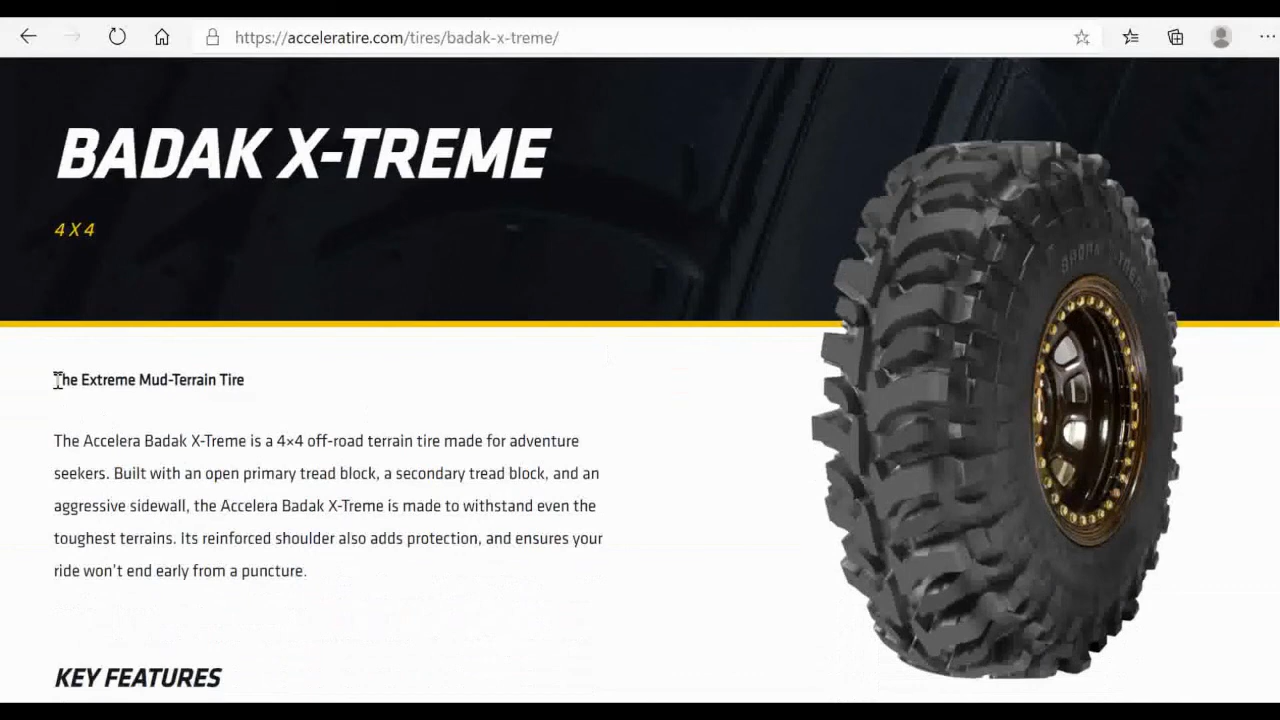 https://acceleratire.com/tires/badak-x-treme/
BADAK X-TREME
4 X 4
The Extreme Mud-Terrain Tire
The Accelera Badak X-Treme is a 4×4 off-road terrain tire made for adventure
seekers. Built with an open primary tread block, a secondary tread block, and an
aggressive sidewall, the Accelera Badak X-Treme is made to withstand even the
toughest terrains. Its reinforced shoulder also adds protection, and ensures your
ride won't end early from a puncture.
KEY FEATURES